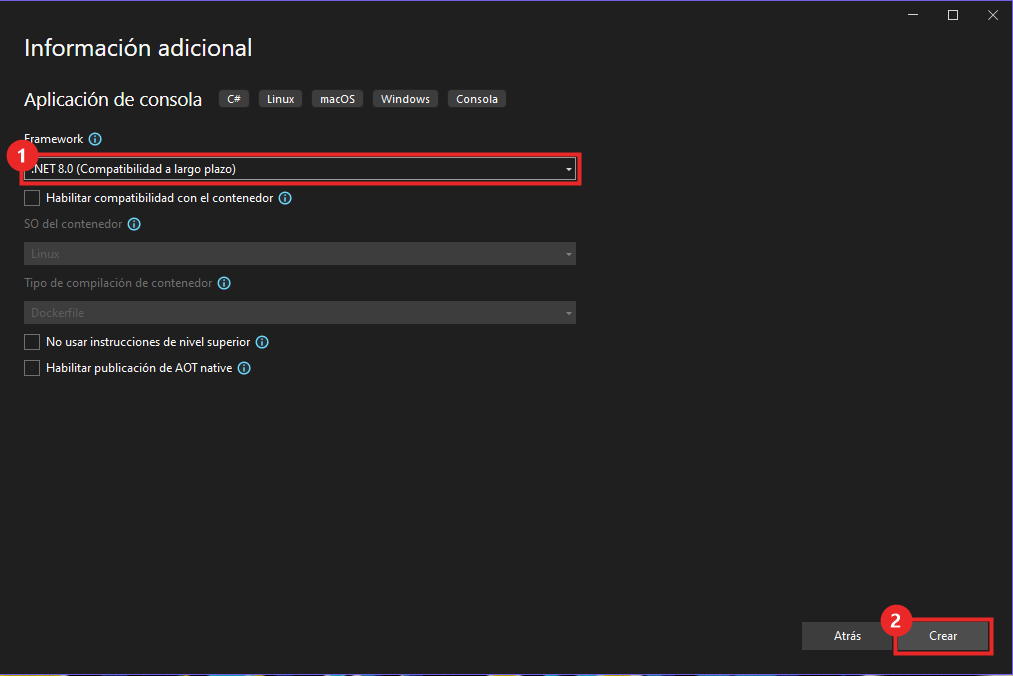 Información adicional
Aplicación de consola C# Linux macOS Windows Consola
Framework
1
.NET 8.0 (Compatibilidad a largo plazo)
Habilitar compatibilidad con el contenedor
SO del contenedor
Linux
Tipo de compilación de contenedor
Dockerfile
No usar instrucciones de nivel superior
Habilitar publicación de AOT native
2
Atrás Crear